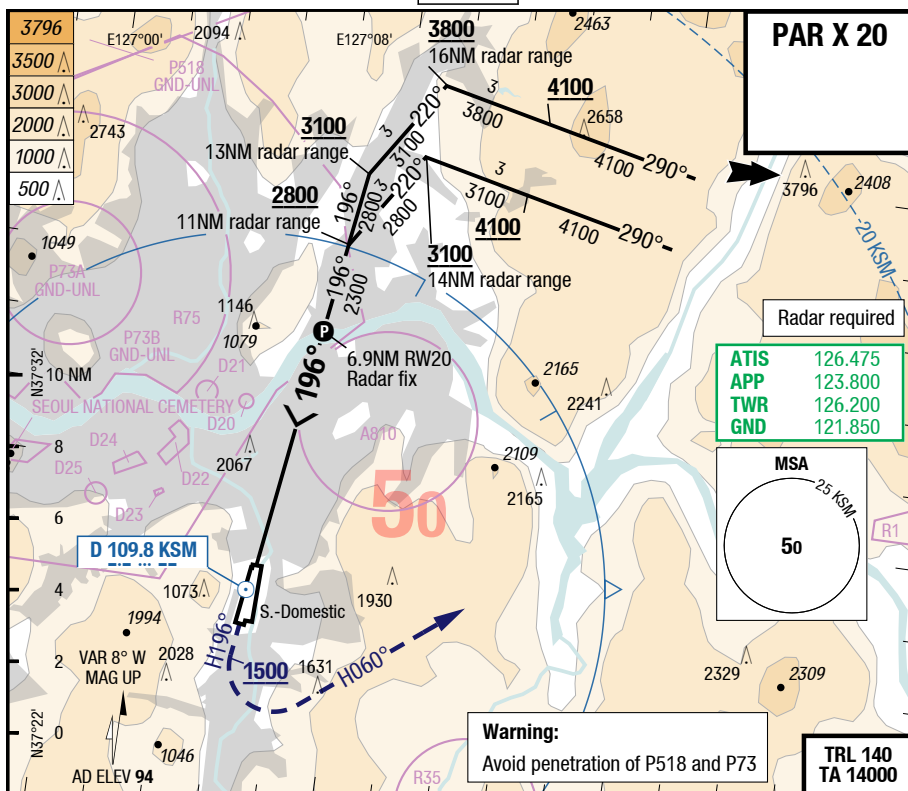 3796
3500
3000
2000
1000
500
E127°00'
2094
E127°08'
3800
16NM radar range
2463
PAR X 20
P518
GND-UNL
2743
3100
13NM radar range
3
3100
220°
3
3800
4100
2658
4100
290°
2800
11NM radar range
196°
3
2800
2800
220°
3
3100
4100
4100
290°
3100
14NM radar range
3796
2408
20 KSM
1049
P73A
GND-UNL
R75
1146
1079
P73B
GND-UNL
196°
2300
P
6.9NM RW20
Radar fix
196°
Radar required
ATIS 126.475
APP 123.800
TWR 126.200
GND 121.850
N37°32'
10 NM
D21
SEOUL NATIONAL CEMETERY
D20
2165
2241
8
D24
D25
D22
D23
2067
A810
50
2109
2165
MSA
25 KSM
50
R1
6
D 109.8 KSM
4
1073
S.-Domestic
1930
1994
H196°
VAR 8° W
MAG UP
2028
2
1500
1631
H060°
2329
2309
N37°22'
0
1046
AD ELEV 94
R35
Warning:
Avoid penetration of P518 and P73
TRL 140
TA 14000